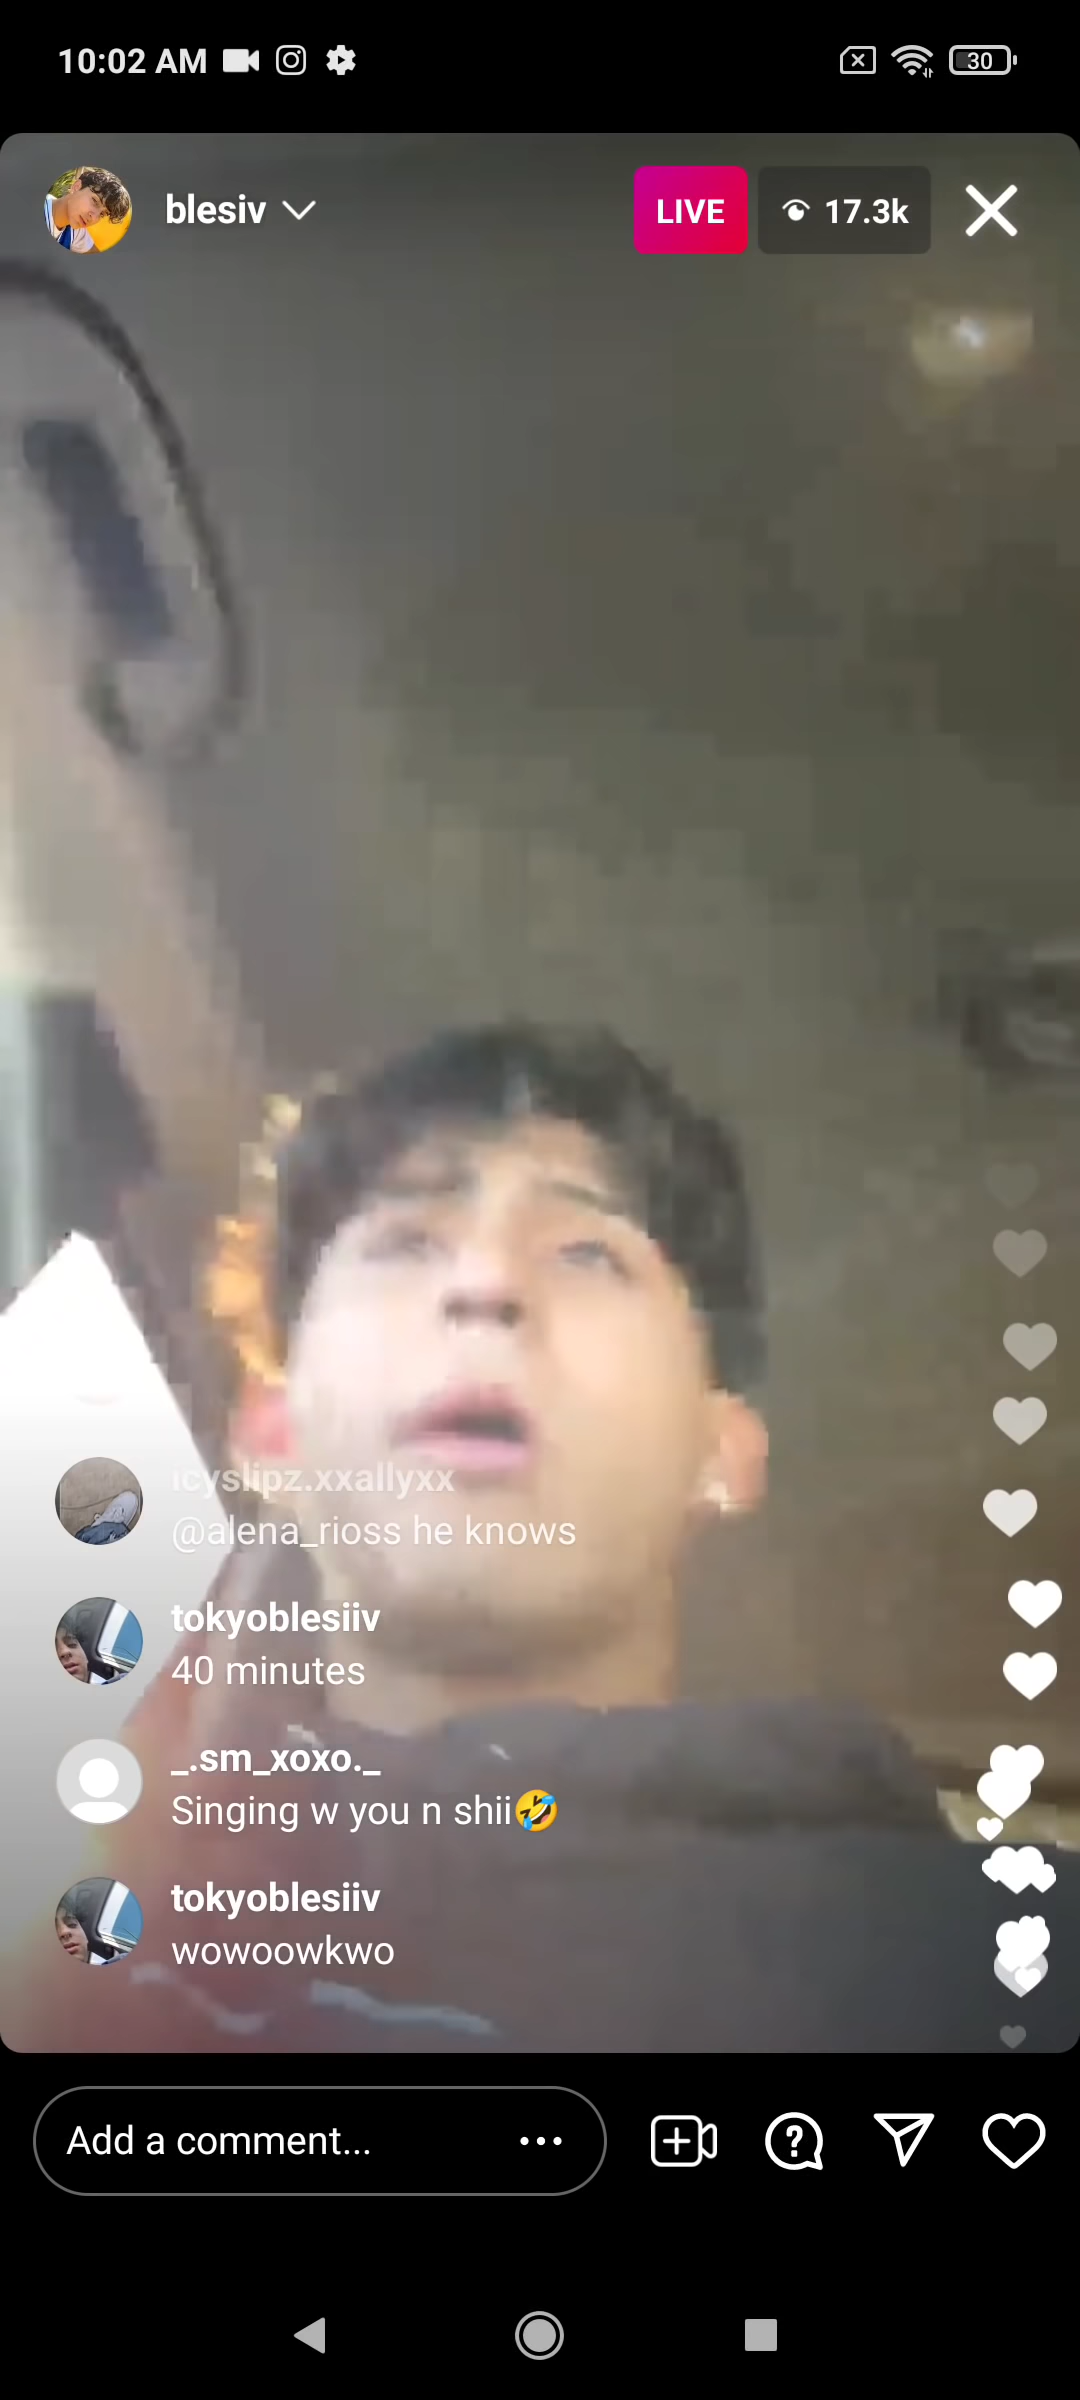 10:02 AM
30
blesiv
LIVE
17.3k
icyslipz.xxallyxx
@alena_rioss he knows
tokyoblesiiv
40 minutes
_.sm_xoxo._
Singing w you n shii🤣
tokyoblesiiv
wowoowkwo
Add a comment...